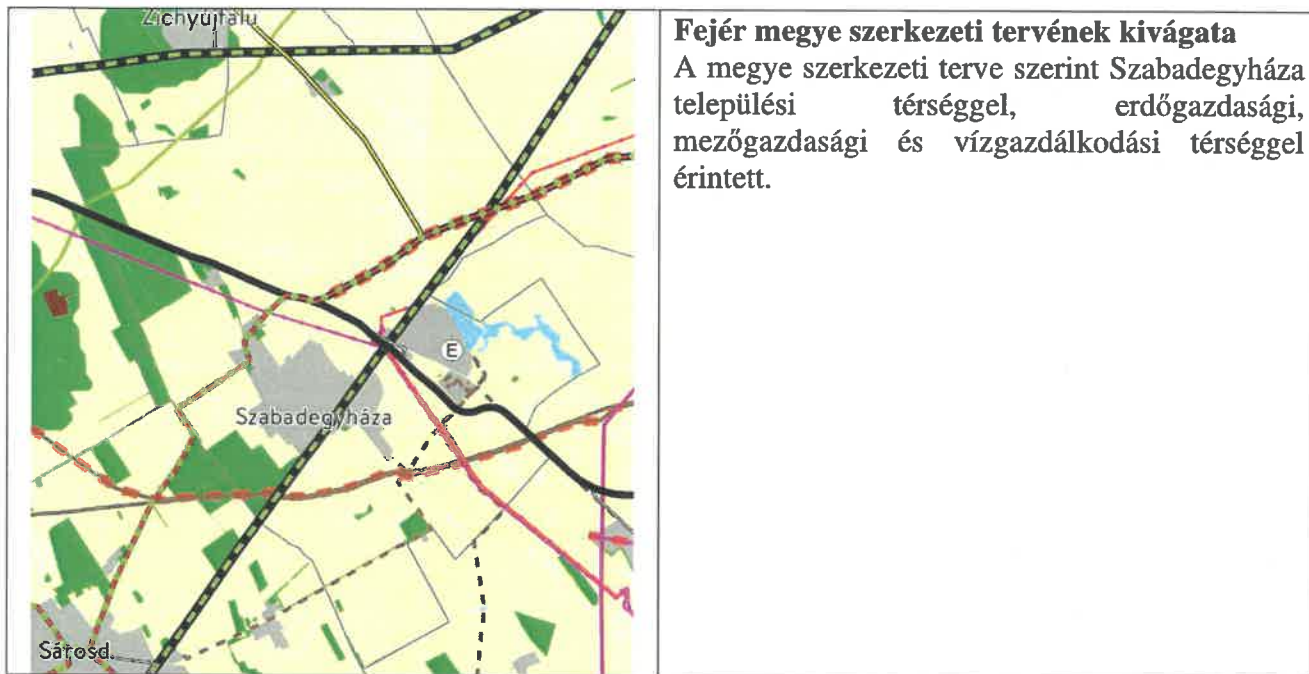 Zichyújfalu
E
Szabadegyháza
Sárosd.
Fejér megye szerkezeti tervének kivágata
A megye szerkezeti terve szerint Szabadegyháza
települési térséggel, erdőgazdasági,
mezőgazdasági és vízgazdálkodási térséggel
érintett.